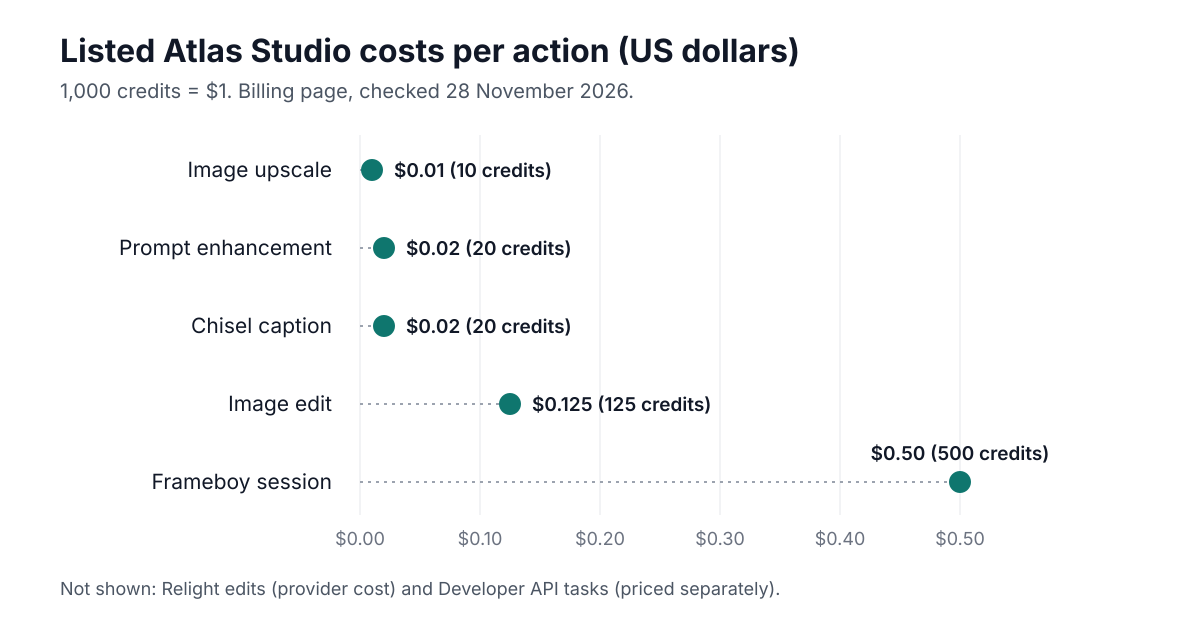 Listed Atlas Studio costs per action (US dollars)
1,000 credits = $1. Billing page, checked 28 November 2026.
Image upscale
$0.01 (10 credits)
Prompt enhancement
$0.02 (20 credits)
Chisel caption
$0.02 (20 credits)
Image edit
$0.125 (125 credits)
$0.50 (500 credits)
Frameboy session
$0.00 $0.10 $0.20 $0.30 $0.40 $0.50
Not shown: Relight edits (provider cost) and Developer API tasks (priced separately).